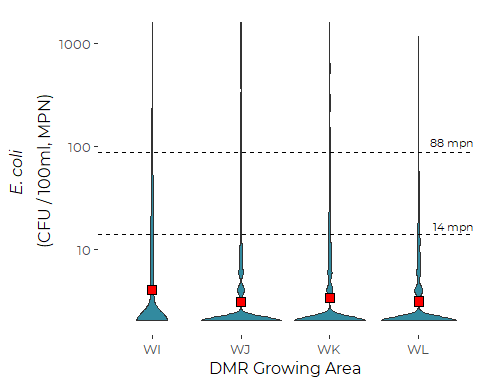 E. coli
(CFU / 100ml, MPN)
1000
100
10
88 mpn
14 mpn
WI WJ WK WL
DMR Growing Area